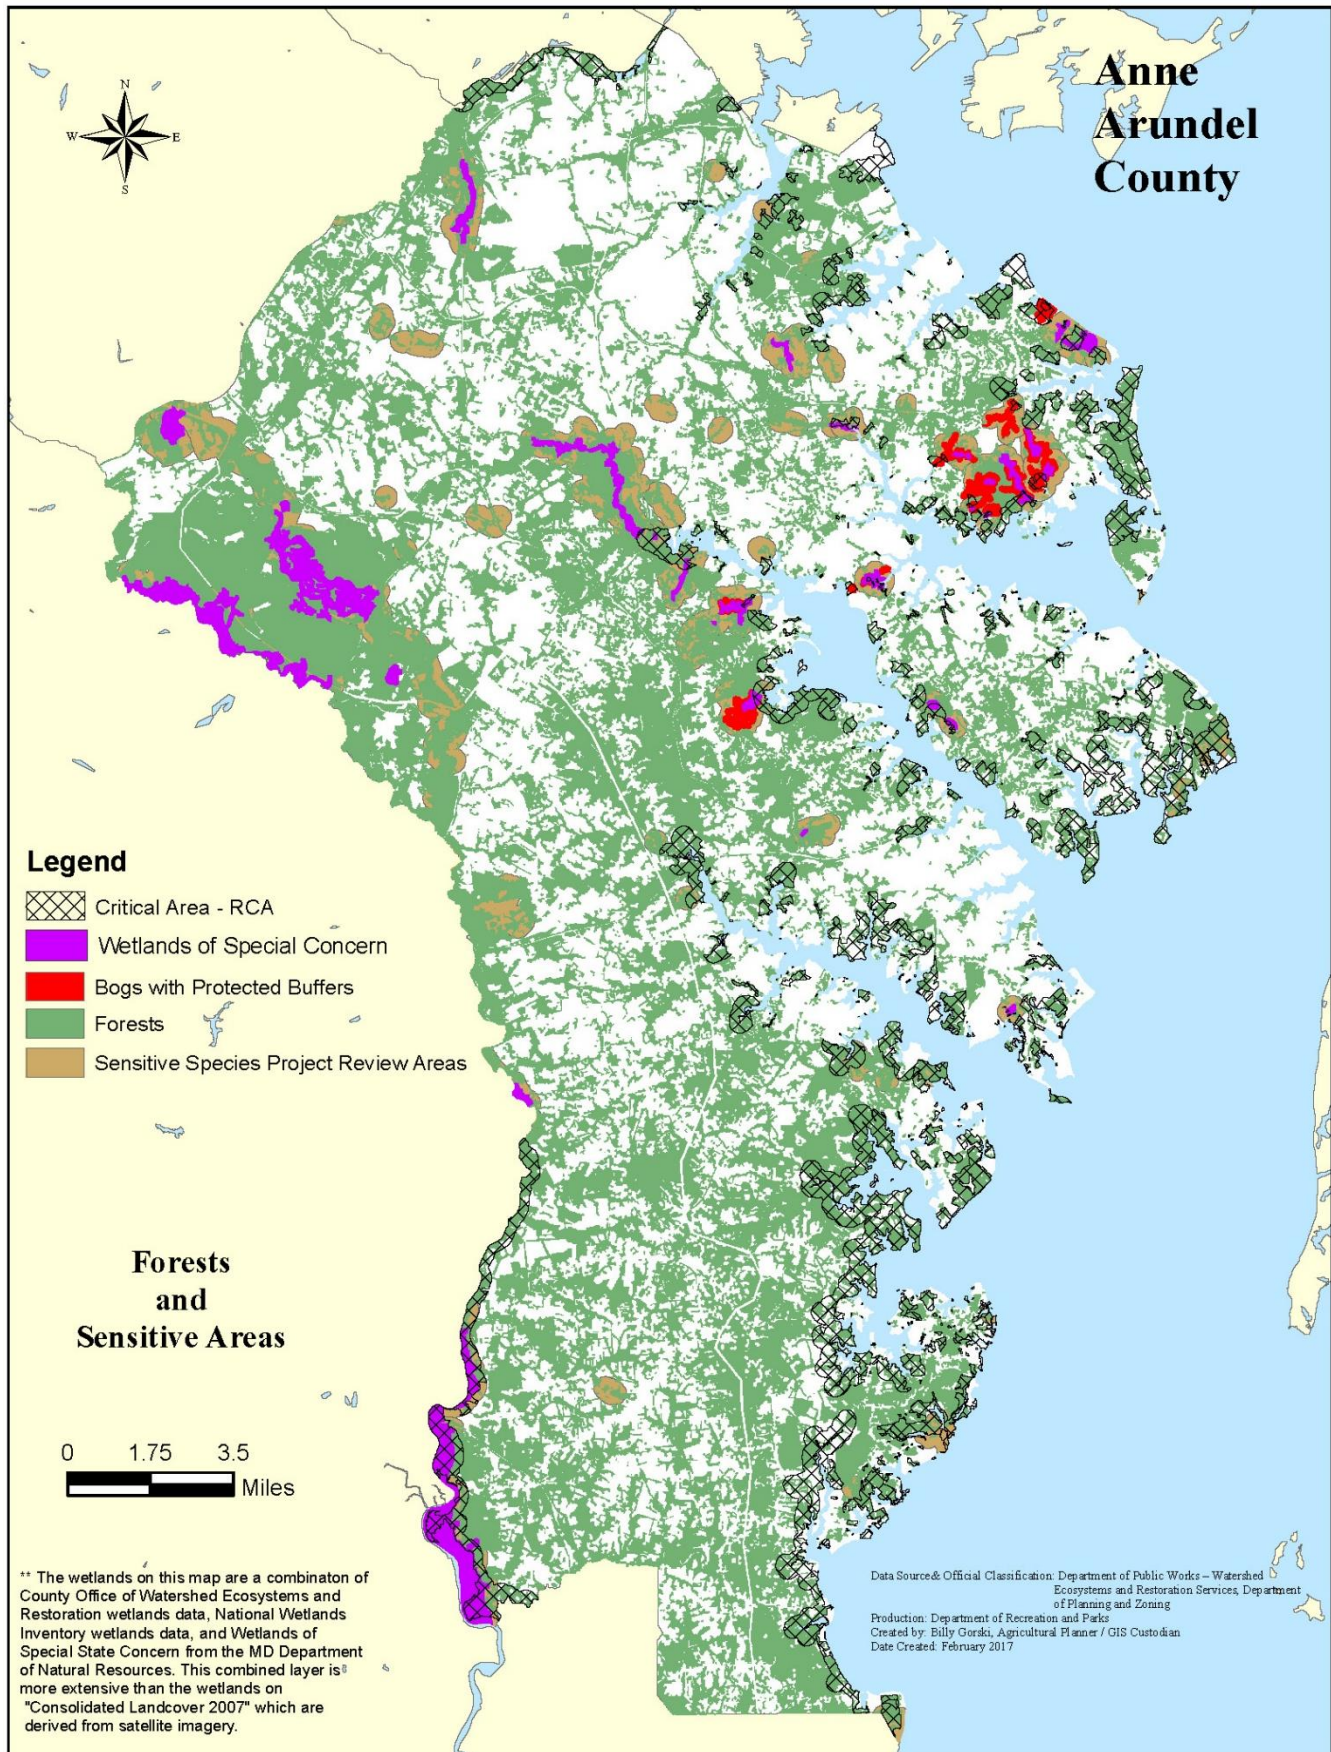 Anne
Arundel
County
N
W E
S
Legend
Critical Area - RCA
Wetlands of Special Concern
Bogs with Protected Buffers
Forests
Sensitive Species Project Review Areas
Forests
and
Sensitive Areas
0 1.75 3.5
Miles
** The wetlands on this map are a combinaton of
County Office of Watershed Ecosystems and
Restoration wetlands data, National Wetlands
Inventory wetlands data, and Wetlands of
Special State Concern from the MD Department
of Natural Resources. This combined layer is
more extensive than the wetlands on
"Consolidated Landcover 2007" which are
derived from satellite imagery.
Data Source & Official Classification: Department of Public Works – Watershed
Ecosystems and Restoration Services, Department
of Planning and Zoning
Production: Department of Recreation and Parks
Created by: Billy Gorski, Agricultural Planner / GIS Custodian
Date Created: February 2017